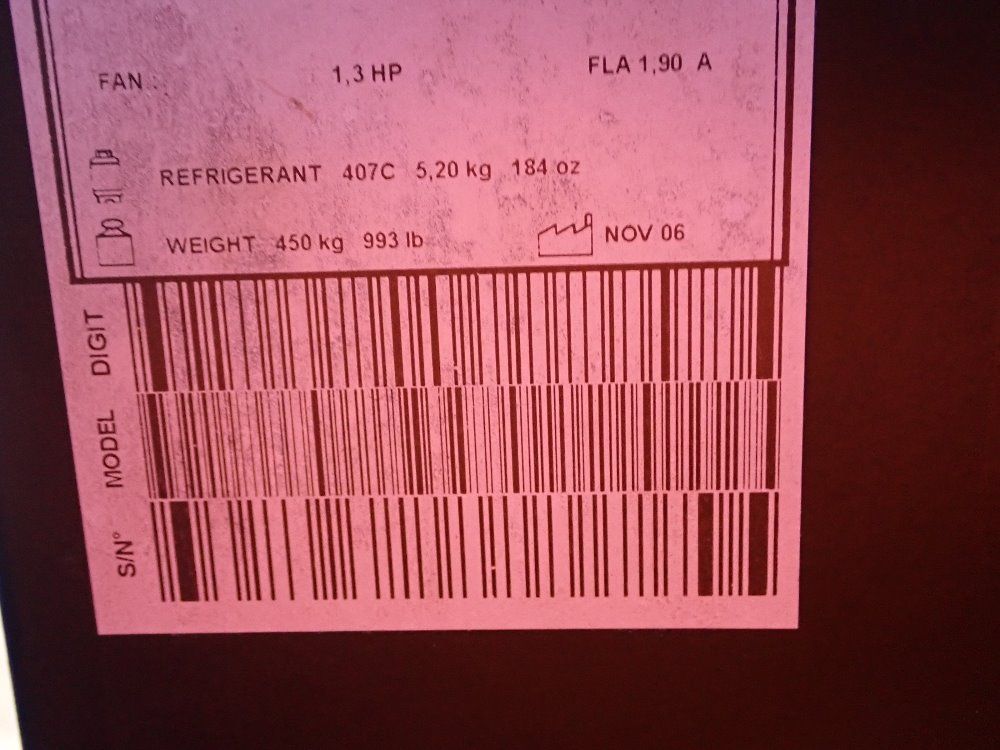 FAN 1,3 HP FLA 1,90 A
REFRIGERANT 407C 5,20 kg 184 oz
WEIGHT 450 kg 993 lb NOV 06
DIGIT
MODEL
S/N°